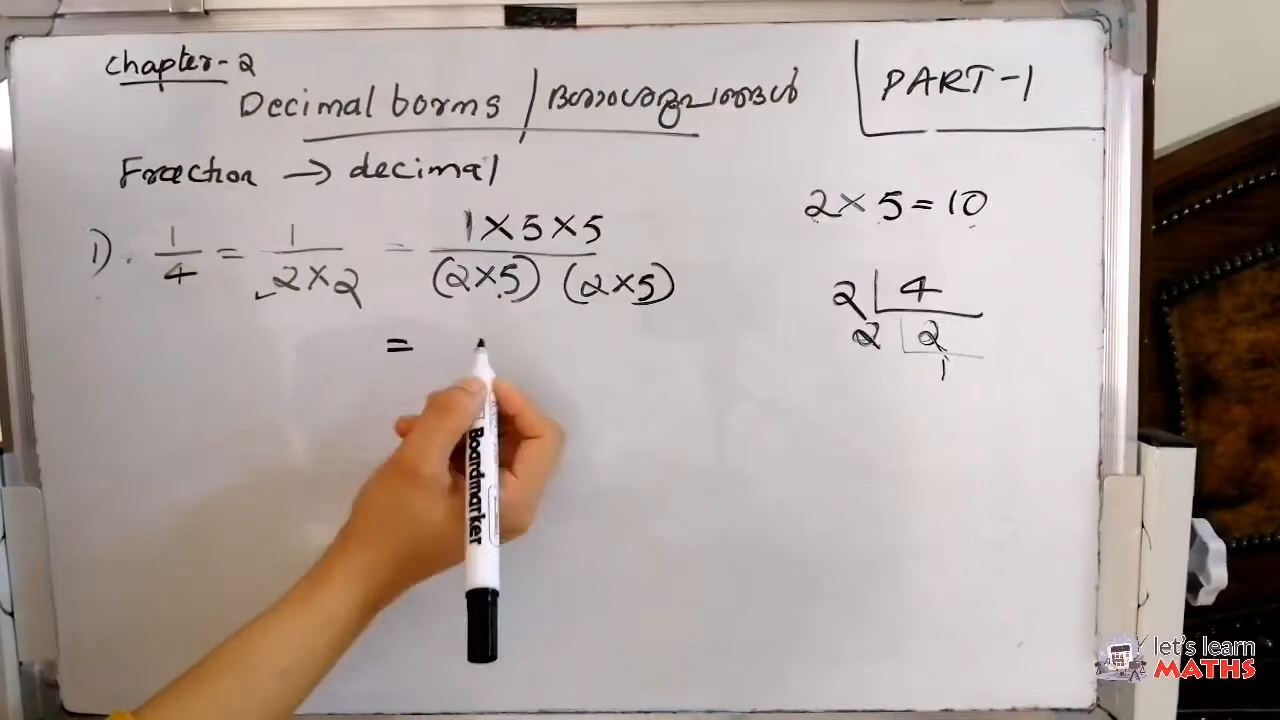 Chapter-2
Decimal borms / ദശാംശരൂപങ്ങൾ
PART-1
Fraction → decimal
2 × 5 = 10
1). 1/4 = 1/(2×2) = (1×5×5)/((2×5) (2×5))
=
2 | 4
2 | 2
1
Boardmarker
let's learn
MATHS